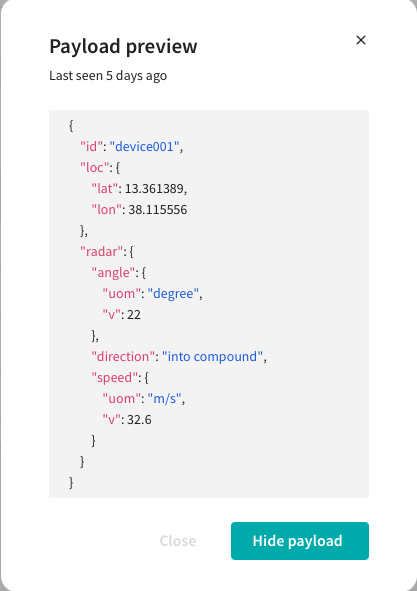 Payload preview
Last seen 5 days ago
{
"id": "device001",
"loc": {
"lat": 13.361389,
"lon": 38.115556
},
"radar": {
"angle": {
"uom": "degree",
"v": 22
},
"direction": "into compound",
"speed": {
"uom": "m/s",
"v": 32.6
}
}
}
Close Hide payload